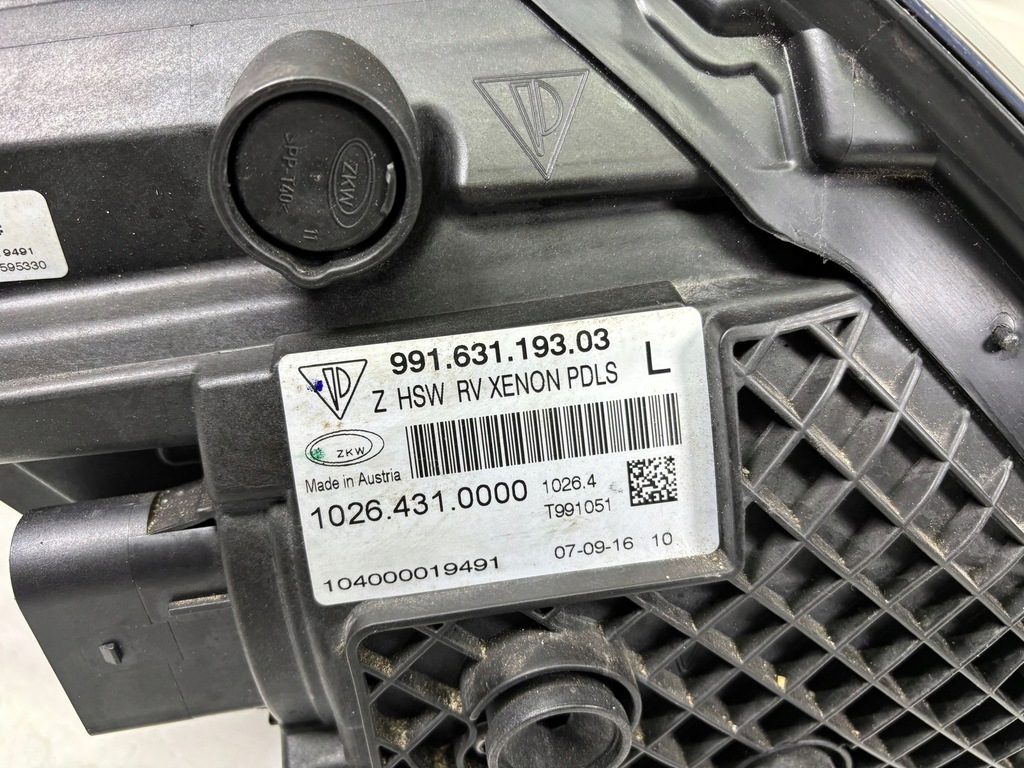 >PP-T40<
ZKW
11
9491
595330
991.631.193.03
L
Z HSW RV XENON PDLS
ZKW
Made in Austria
1026.431.0000
1026.4
T991051
104000019491
07-09-16 10